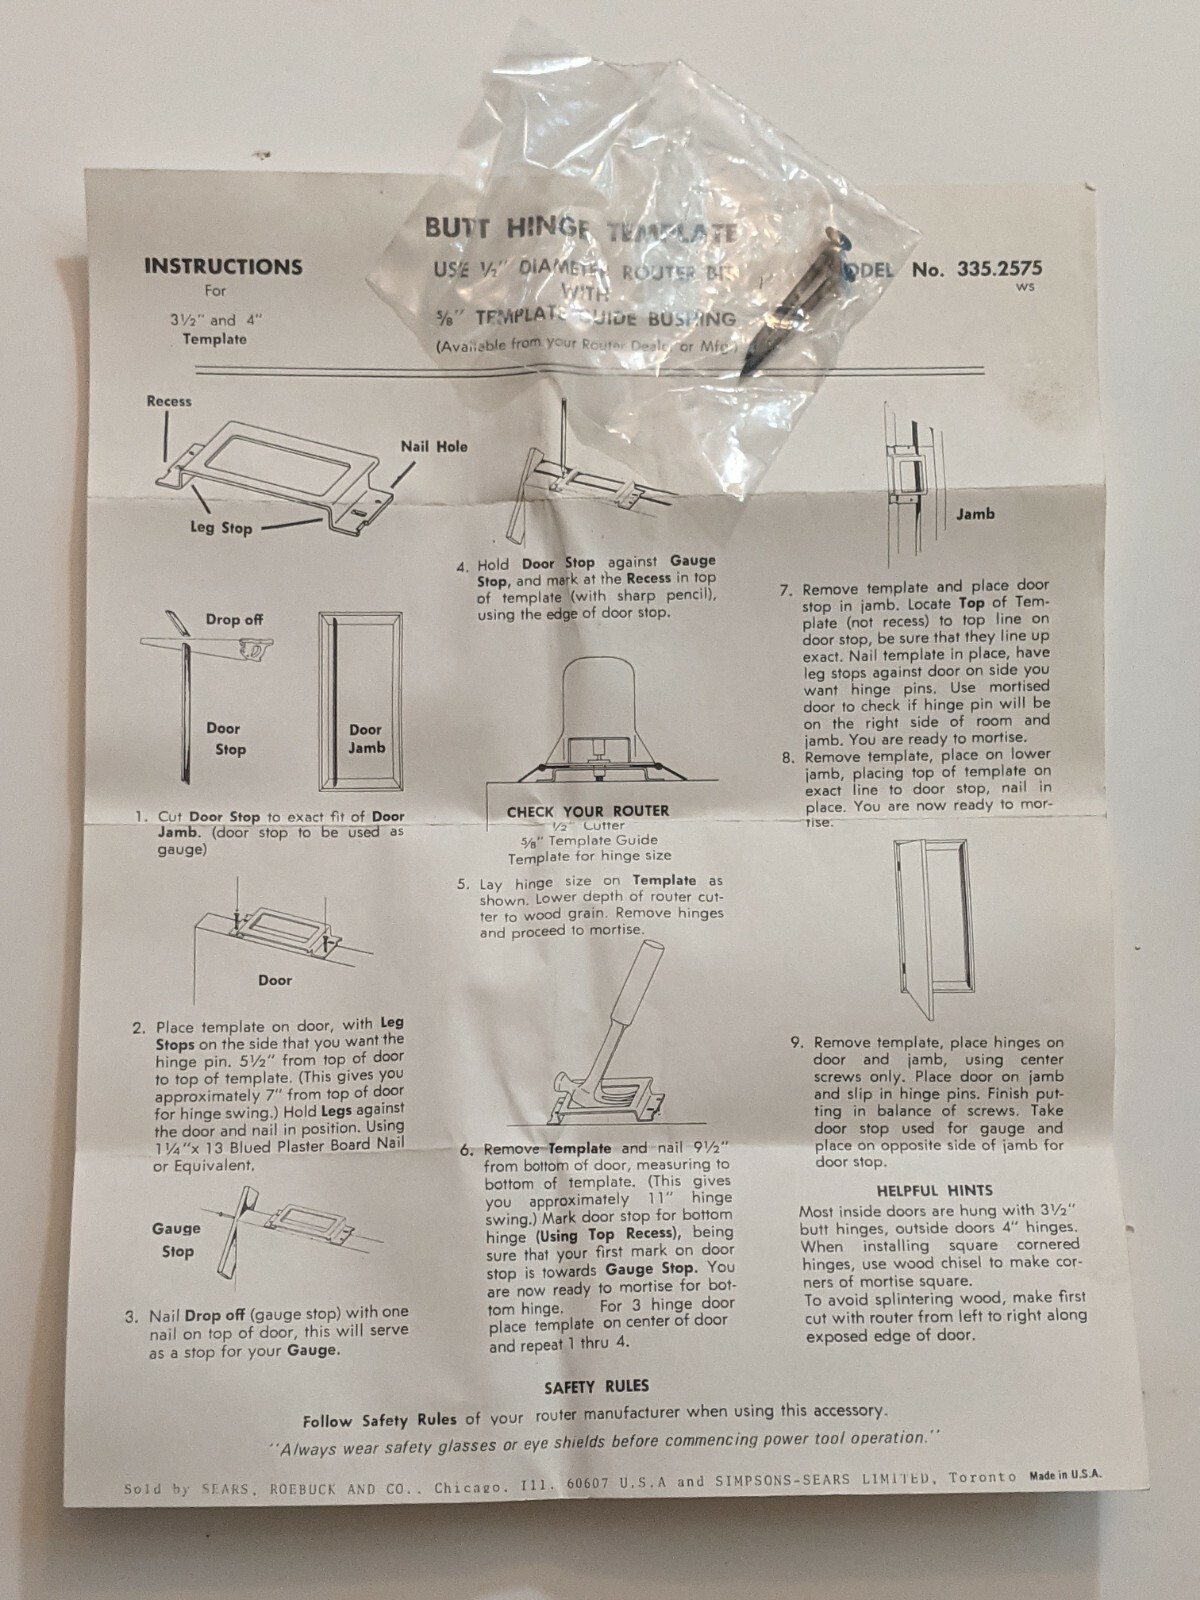 BUTT HINGE TEMPLATE
INSTRUCTIONS
For
3½" and 4"
Template
USE ½" DIAMETER ROUTER BIT
WITH
5/8" TEMPLATE GUIDE BUSHING
(Available from your Router Dealer or Mfg.)
MODEL No. 335.2575
WS
Recess
Nail Hole
Leg Stop
Drop off
Door
Stop
Door
Jamb
1. Cut Door Stop to exact fit of Door
Jamb. (door stop to be used as
gauge)
Door
2. Place template on door, with Leg
Stops on the side that you want the
hinge pin. 5½" from top of door
to top of template. (This gives you
approximately 7" from top of door
for hinge swing.) Hold Legs against
the door and nail in position. Using
1¼"x 13 Blued Plaster Board Nail
or Equivalent.
Gauge
Stop
3. Nail Drop off (gauge stop) with one
nail on top of door, this will serve
as a stop for your Gauge.
4. Hold Door Stop against Gauge
Stop, and mark at the Recess in top
of template (with sharp pencil),
using the edge of door stop.
CHECK YOUR ROUTER
½" Cutter
5/8" Template Guide
Template for hinge size
5. Lay hinge size on Template as
shown. Lower depth of router cut-
ter to wood grain. Remove hinges
and proceed to mortise.
6. Remove Template and nail 9½"
from bottom of door, measuring to
bottom of template. (This gives
you approximately 11" hinge
swing.) Mark door stop for bottom
hinge (Using Top Recess), being
sure that your first mark on door
stop is towards Gauge Stop. You
are now ready to mortise for bot-
tom hinge. For 3 hinge door
place template on center of door
and repeat 1 thru 4.
Jamb
7. Remove template and place door
stop in jamb. Locate Top of Tem-
plate (not recess) to top line on
door stop, be sure that they line up
exact. Nail template in place, have
leg stops against door on side you
want hinge pins. Use mortised
door to check if hinge pin will be
on the right side of room and
jamb. You are ready to mortise.
8. Remove template, place on lower
jamb, placing top of template on
exact line to door stop, nail in
place. You are now ready to mor-
tise.
9. Remove template, place hinges on
door and jamb, using center
screws only. Place door on jamb
and slip in hinge pins. Finish put-
ting in balance of screws. Take
door stop used for gauge and
place on opposite side of jamb for
door stop.
HELPFUL HINTS
Most inside doors are hung with 3½"
butt hinges, outside doors 4" hinges.
When installing square cornered
hinges, use wood chisel to make cor-
ners of mortise square.
To avoid splintering wood, make first
cut with router from left to right along
exposed edge of door.
SAFETY RULES
Follow Safety Rules of your router manufacturer when using this accessory.
"Always wear safety glasses or eye shields before commencing power tool operation."
Sold by SEARS, ROEBUCK AND CO., Chicago, Ill. 60607 U.S.A and SIMPSONS-SEARS LIMITED, Toronto Made in U.S.A.